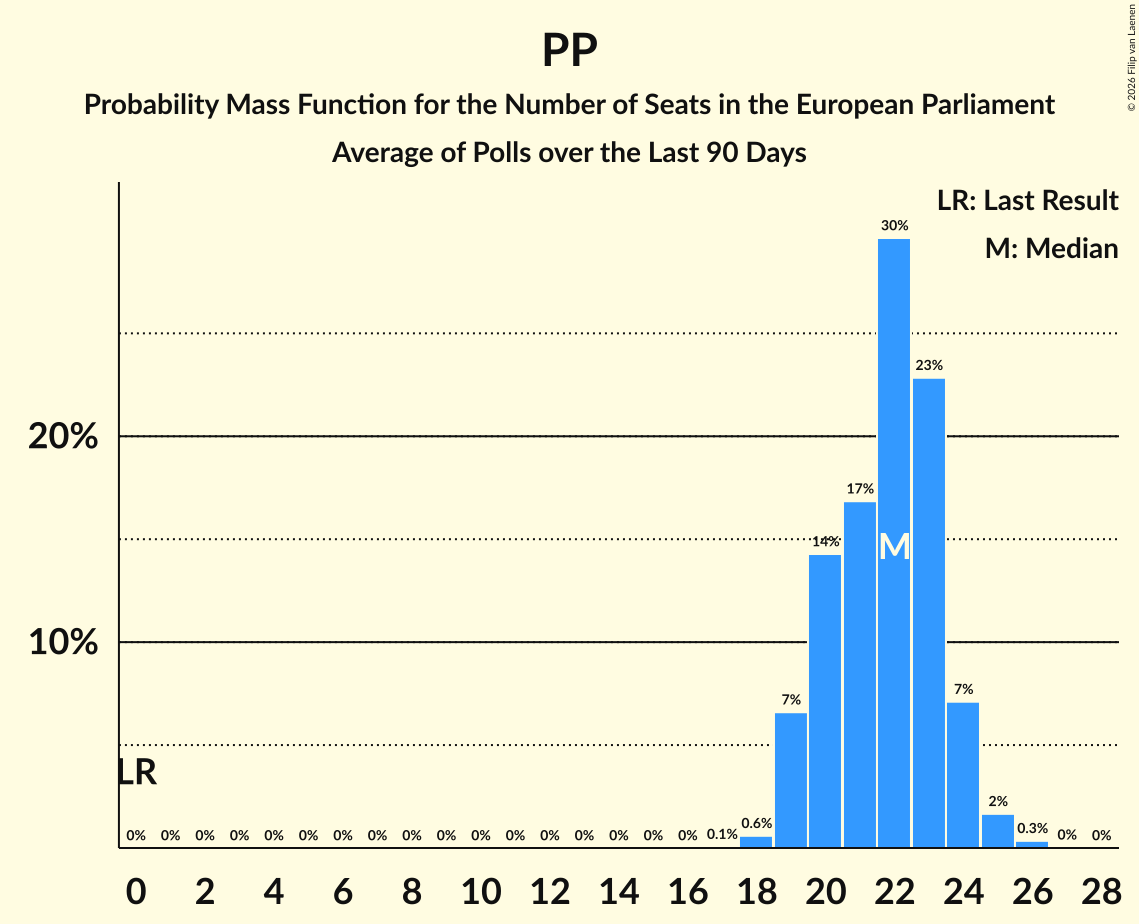 PP
Probability Mass Function for the Number of Seats in the European Parliament
Average of Polls over the Last 90 Days
© 2026 Filip van Laenen
LR: Last Result
M: Median
30%
23%
20%
17%
14%
M
10%
7%
7%
LR
2%
0% 0% 0% 0% 0% 0% 0% 0% 0% 0% 0% 0% 0% 0% 0% 0% 0% 0.1% 0.6% 0.3% 0% 0%
0 2 4 6 8 10 12 14 16 18 20 22 24 26 28